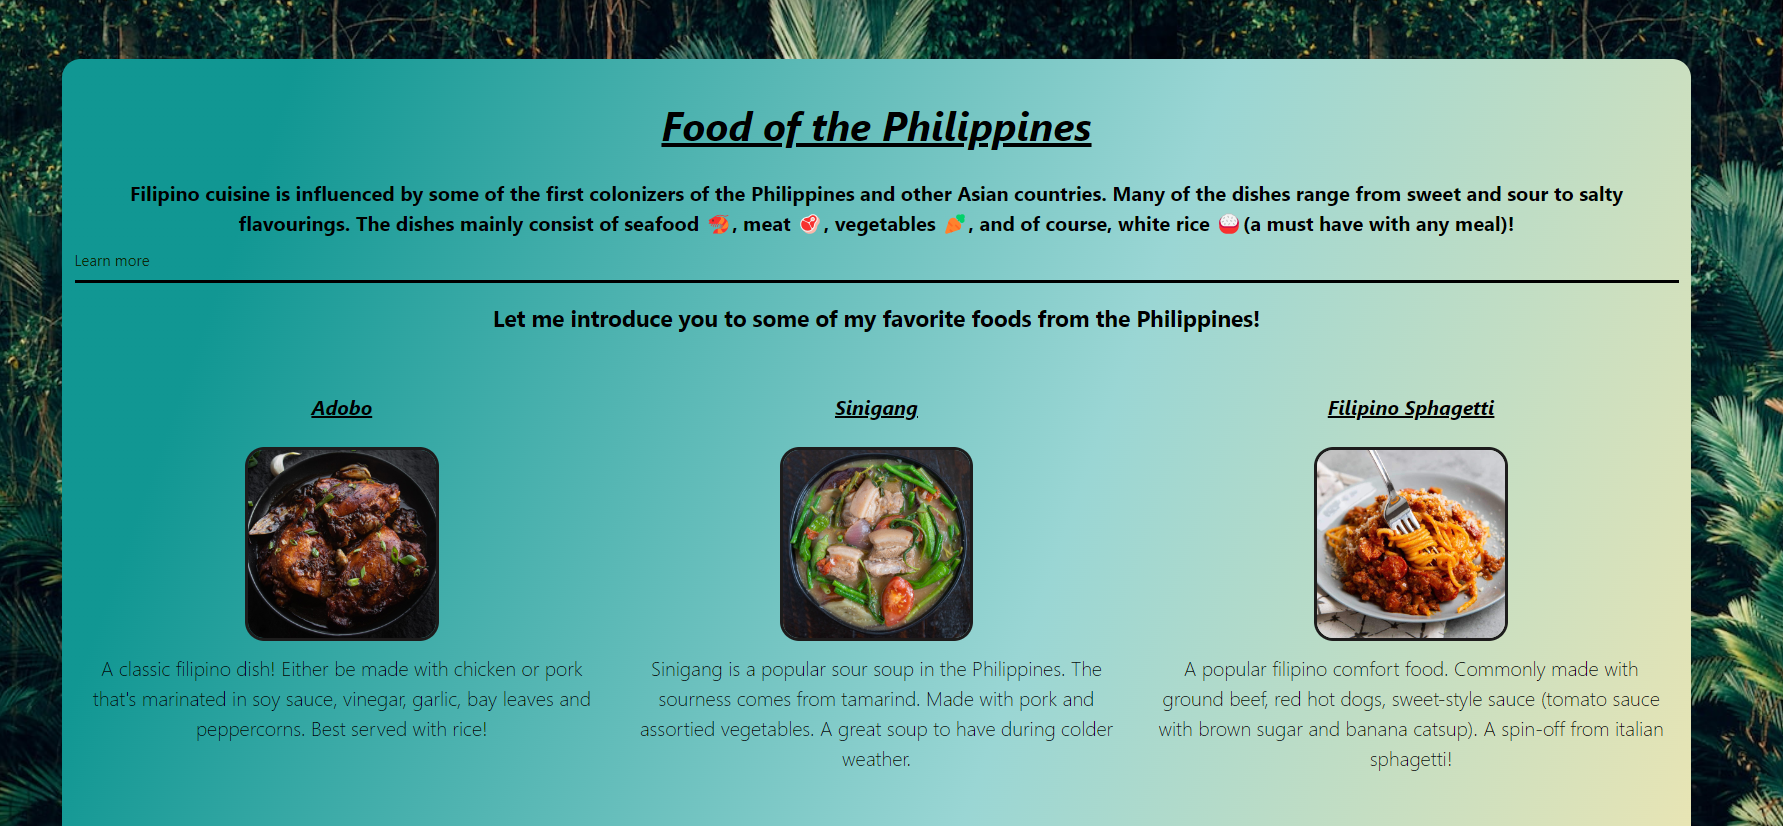 Food of the Philippines
Filipino cuisine is influenced by some of the first colonizers of the Philippines and other Asian countries. Many of the dishes range from sweet and sour to salty
flavourings. The dishes mainly consist of seafood 🦐, meat 🥩, vegetables 🥕, and of course, white rice 🍚(a must have with any meal)!
Learn more
Let me introduce you to some of my favorite foods from the Philippines!
Adobo
A classic filipino dish! Either be made with chicken or pork
that's marinated in soy sauce, vinegar, garlic, bay leaves and
peppercorns. Best served with rice!
Sinigang
Sinigang is a popular sour soup in the Philippines. The
sourness comes from tamarind. Made with pork and
assortied vegetables. A great soup to have during colder
weather.
Filipino Sphagetti
A popular filipino comfort food. Commonly made with
ground beef, red hot dogs, sweet-style sauce (tomato sauce
with brown sugar and banana catsup). A spin-off from italian
sphagetti!